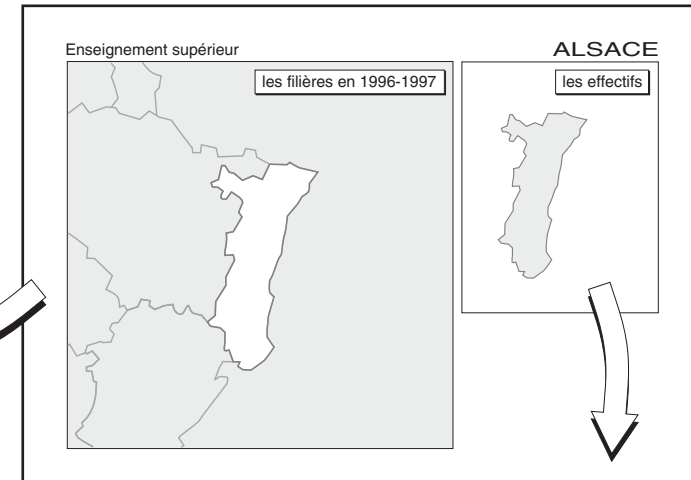 Enseignement supérieur
ALSACE
les filières en 1996-1997
les effectifs